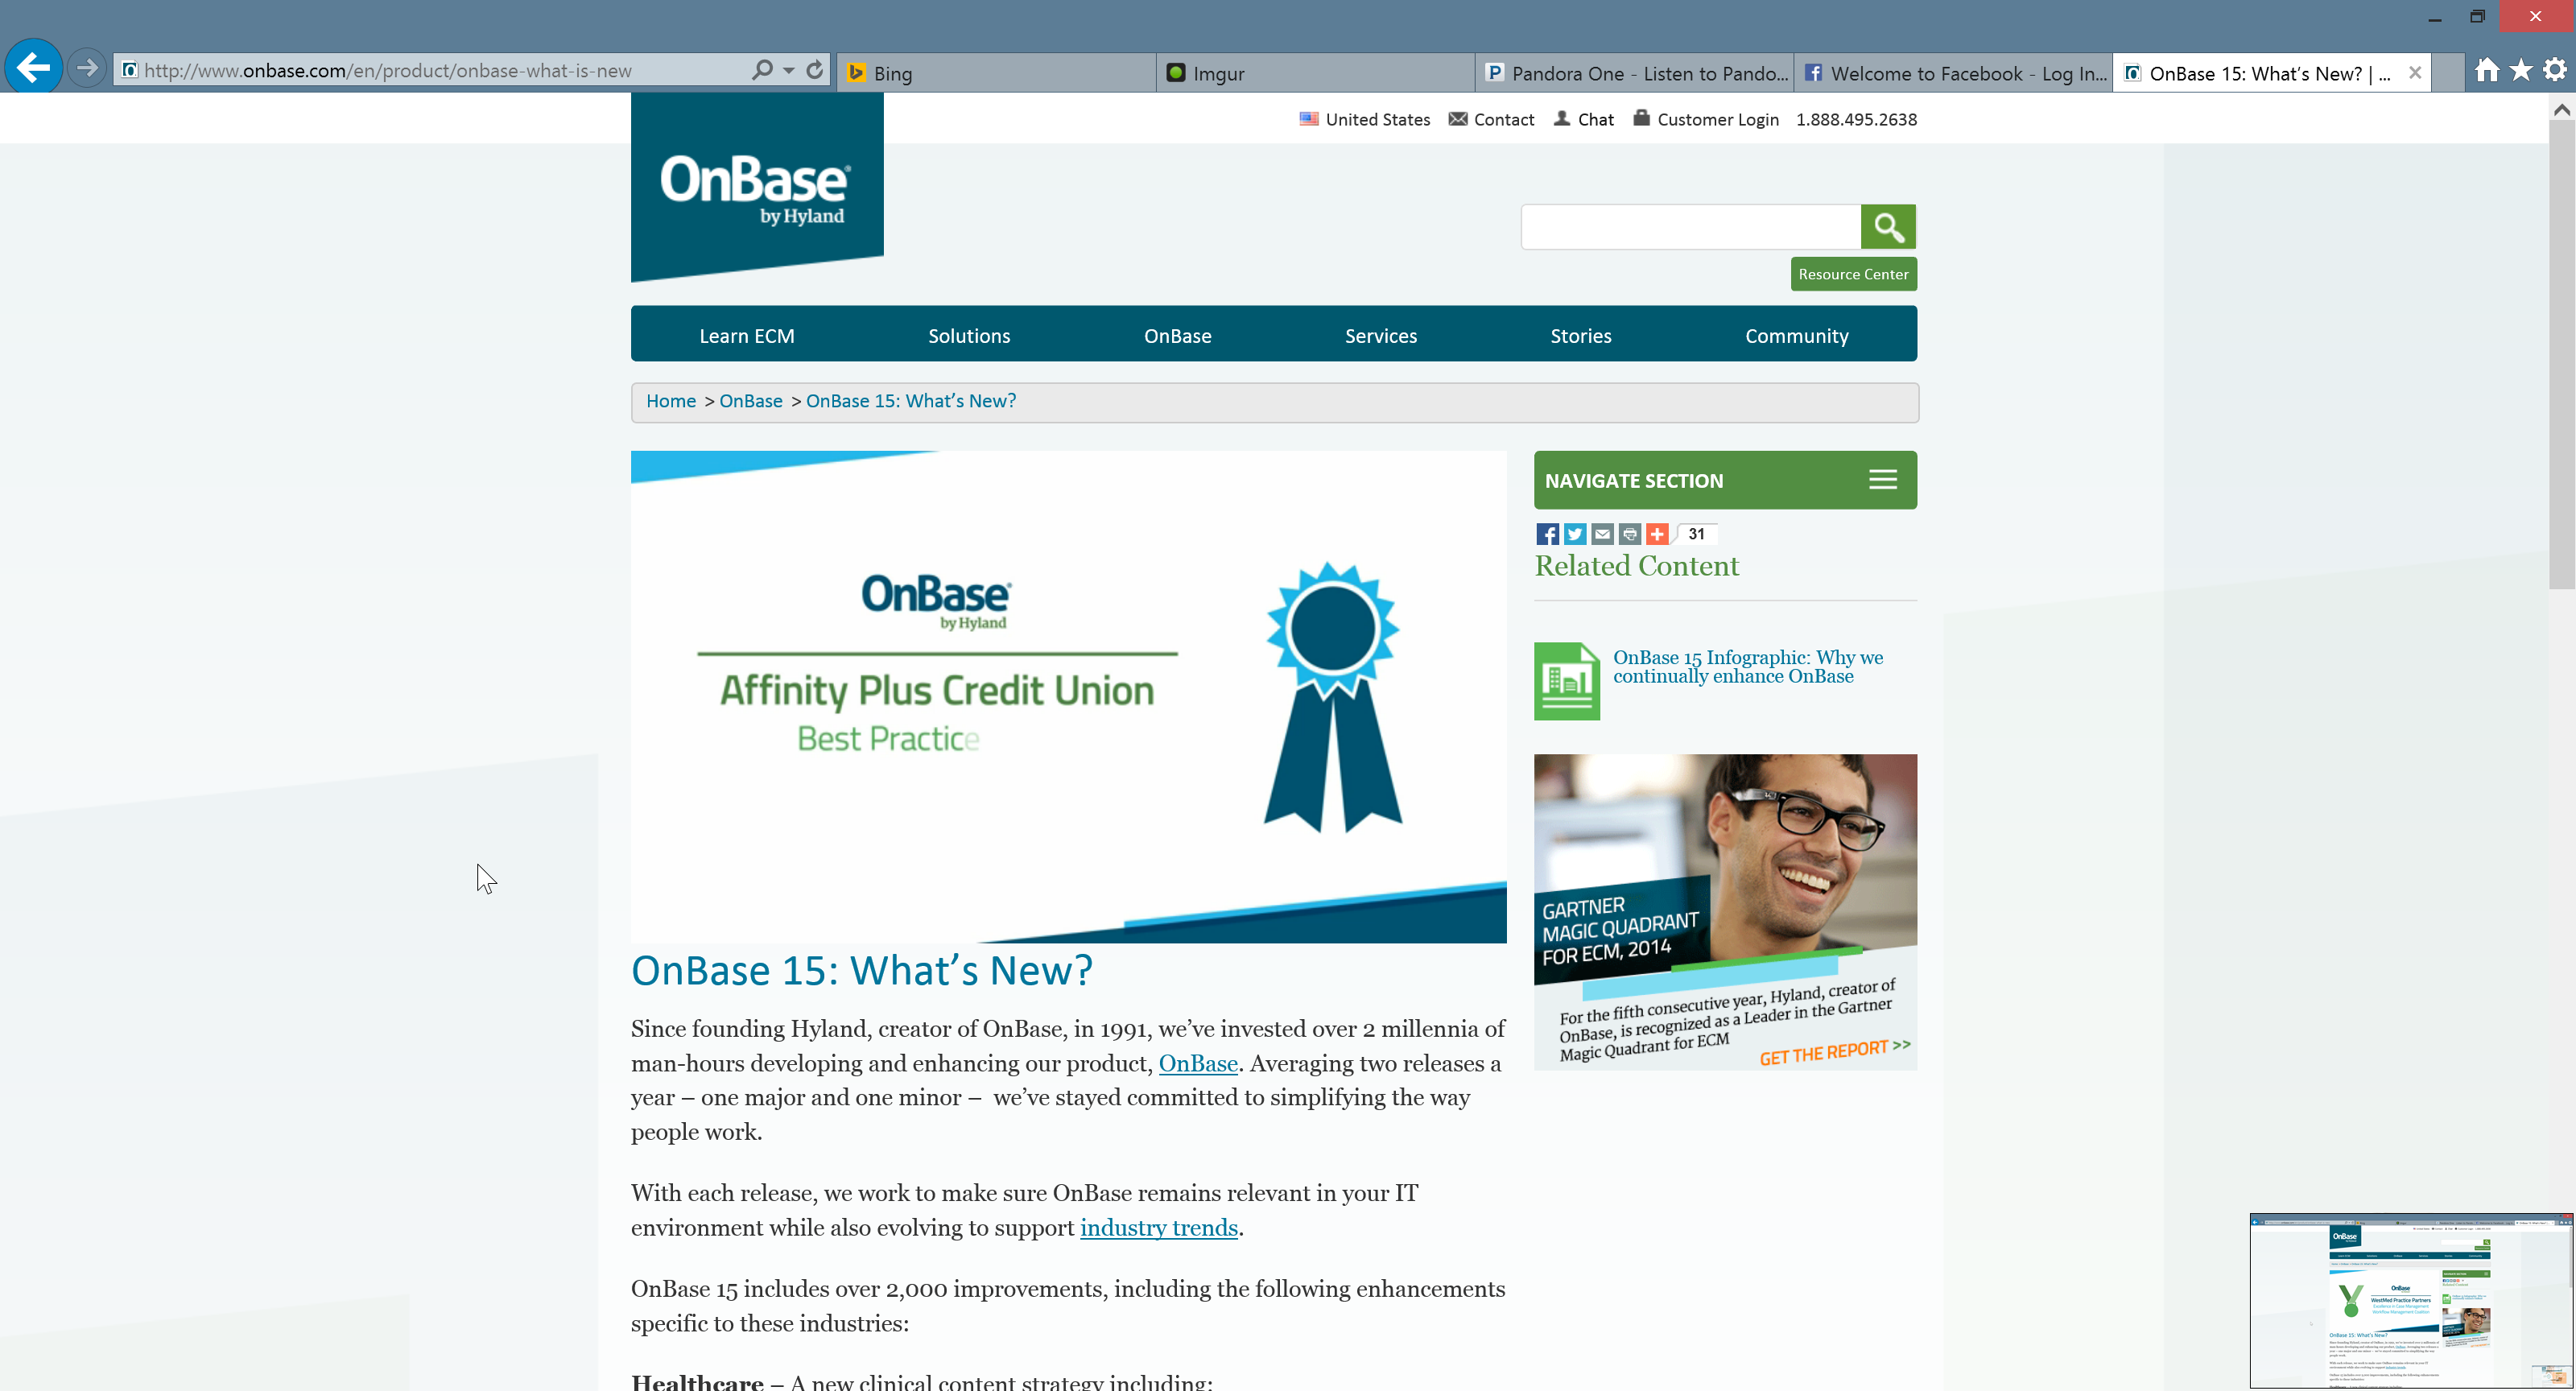 http://www.onbase.com/en/product/onbase-what-is-new
Bing
Imgur
Pandora One - Listen to Pando...
Welcome to Facebook - Log In...
OnBase 15: What's New? | ...
United States
Contact
Chat
Customer Login
1.888.495.2638
OnBase®
by Hyland
Resource Center
Learn ECM
Solutions
OnBase
Services
Stories
Community
Home > OnBase > OnBase 15: What's New?
OnBase®
by Hyland
Affinity Plus Credit Union
Best Practice
NAVIGATE SECTION
31
Related Content
OnBase 15 Infographic: Why we
continually enhance OnBase
GARTNER
MAGIC QUADRANT
FOR ECM, 2014
For the fifth consecutive year, Hyland, creator of
OnBase, is recognized as a Leader in the Gartner
Magic Quadrant for ECM
GET THE REPORT >>
OnBase 15: What's New?
Since founding Hyland, creator of OnBase, in 1991, we've invested over 2 millennia of
man-hours developing and enhancing our product, OnBase. Averaging two releases a
year – one major and one minor – we've stayed committed to simplifying the way
people work.
With each release, we work to make sure OnBase remains relevant in your IT
environment while also evolving to support industry trends.
OnBase 15 includes over 2,000 improvements, including the following enhancements
specific to these industries:
Healthcare – A new clinical content strategy including:
OnBase
WestMed Practice Partners
OnBase 15: What's New?